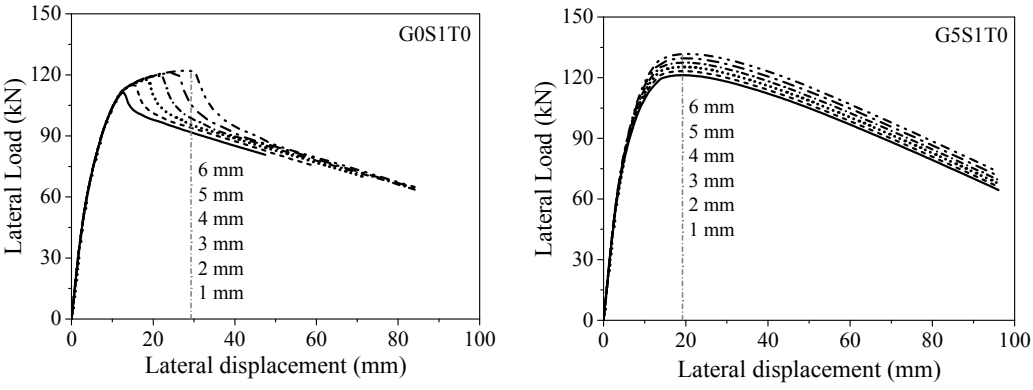 150
120
90
60
30
0
Lateral Load (kN)
G0S1T0
6 mm
5 mm
4 mm
3 mm
2 mm
1 mm
0 20 40 60 80 100
Lateral displacement (mm)
150
120
90
60
30
0
Lateral Load (kN)
G5S1T0
6 mm
5 mm
4 mm
3 mm
2 mm
1 mm
0 20 40 60 80 100
Lateral displacement (mm)